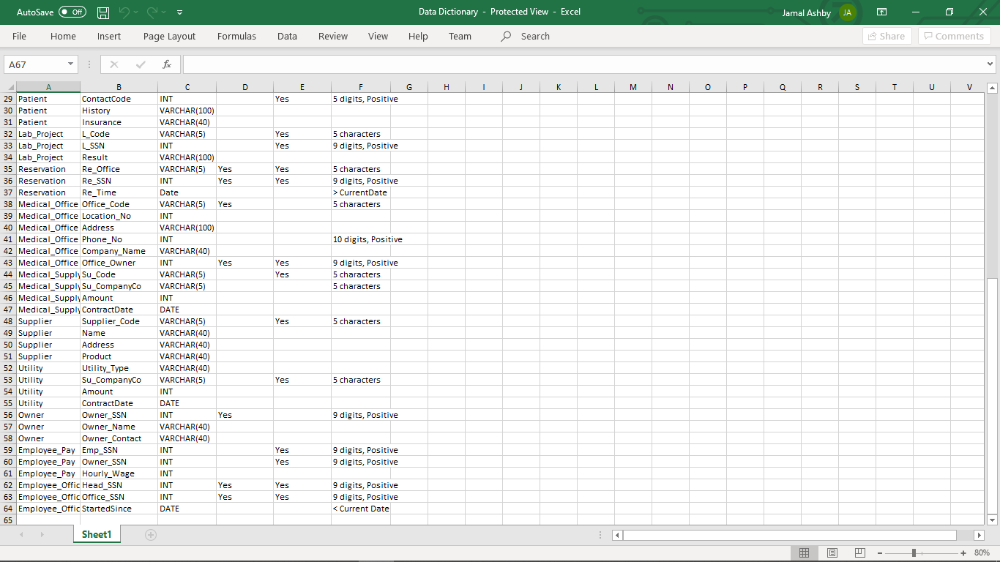 AutoSave Off Data Dictionary - Protected View - Excel Jamal Ashby JA
File Home Insert Page Layout Formulas Data Review View Help Team Search Share Comments
A67 fx
A B C D E F G H I J K L M N O P Q R S T U V
29 Patient ContactCode INT Yes 5 digits, Positive
30 Patient History VARCHAR(100)
31 Patient Insurance VARCHAR(40)
32 Lab_Project L_Code VARCHAR(5) Yes 5 characters
33 Lab_Project L_SSN INT Yes 9 digits, Positive
34 Lab_Project Result VARCHAR(100)
35 Reservation Re_Office VARCHAR(5) Yes Yes 5 characters
36 Reservation Re_SSN INT Yes Yes 9 digits, Positive
37 Reservation Re_Time Date > CurrentDate
38 Medical_Office Office_Code VARCHAR(5) Yes 5 characters
39 Medical_Office Location_No INT
40 Medical_Office Address VARCHAR(100)
41 Medical_Office Phone_No INT 10 digits, Positive
42 Medical_Office Company_Name VARCHAR(40)
43 Medical_Office Office_Owner INT Yes Yes 9 digits, Positive
44 Medical_Supply Su_Code VARCHAR(5) Yes 5 characters
45 Medical_Supply Su_CompanyCo VARCHAR(5) 5 characters
46 Medical_Supply Amount INT
47 Medical_Supply ContractDate DATE
48 Supplier Supplier_Code VARCHAR(5) Yes 5 characters
49 Supplier Name VARCHAR(40)
50 Supplier Address VARCHAR(40)
51 Supplier Product VARCHAR(40)
52 Utility Utility_Type VARCHAR(40)
53 Utility Su_CompanyCo VARCHAR(5) Yes 5 characters
54 Utility Amount INT
55 Utility ContractDate DATE
56 Owner Owner_SSN INT Yes 9 digits, Positive
57 Owner Owner_Name VARCHAR(40)
58 Owner Owner_Contact VARCHAR(40)
59 Employee_Pay Emp_SSN INT Yes 9 digits, Positive
60 Employee_Pay Owner_SSN INT Yes 9 digits, Positive
61 Employee_Pay Hourly_Wage INT
62 Employee_Offic Head_SSN INT Yes Yes 9 digits, Positive
63 Employee_Offic Office_SSN INT Yes Yes 9 digits, Positive
64 Employee_Offic StartedSince DATE < Current Date
65
Sheet1
80%